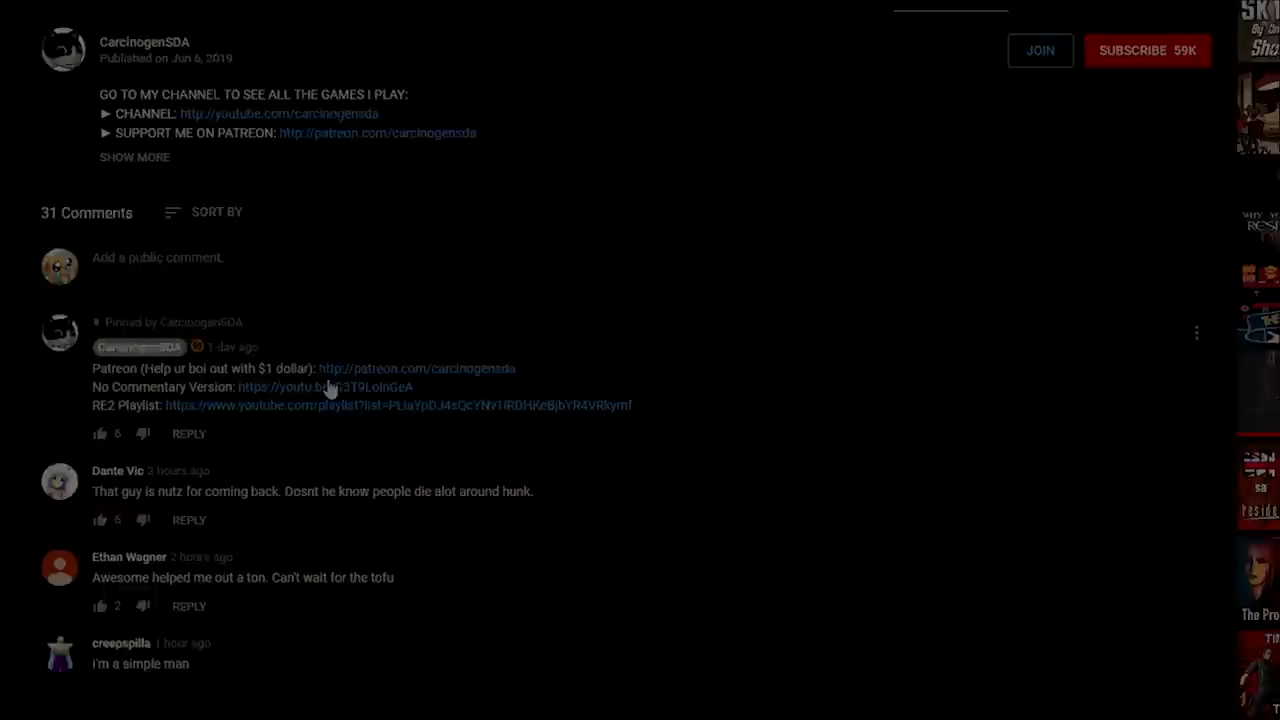 CarcinogenSDA
Published on Jun 6, 2019
JOIN
SUBSCRIBE 59K
GO TO MY CHANNEL TO SEE ALL THE GAMES I PLAY:
► CHANNEL: http://youtube.com/carcinogensda
► SUPPORT ME ON PATREON: http://patreon.com/carcinogensda
SHOW MORE
31 Comments
SORT BY
Add a public comment.
Pinned by CarcinogenSDA
CarcinogenSDA 1 day ago
Patreon (Help ur boi out with $1 dollar): http://patreon.com/carcinogensda
No Commentary Version:
RE2 Playlist:
6 REPLY
Dante Vic 2 hours ago
That guy is nutz for coming back. Dosnt he know people die alot around hunk.
6 REPLY
Ethan Wagner 2 hours ago
Awesome helped me out a ton. Can't wait for the tofu
2 REPLY
creepspilla 1 hour ago
I'm a simple man
The Pro